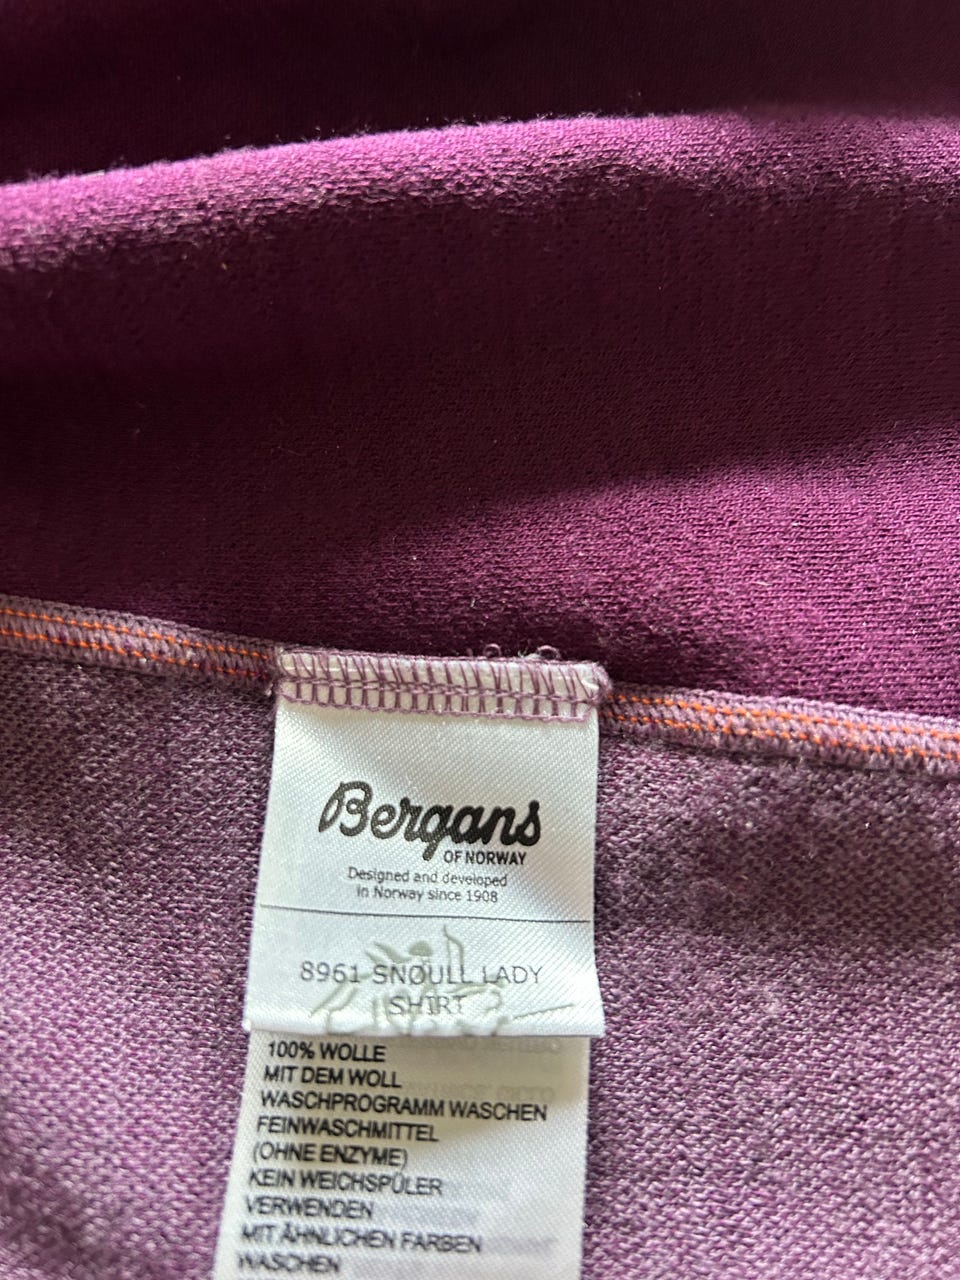 Bergans
OF NORWAY
Designed and developed
in Norway since 1908
8961 SNOULL LADY
SHIRT
100% WOLLE
MIT DEM WOLL
WASCHPROGRAMM WASCHEN
FEINWASCHMITTEL
(OHNE ENZYME)
KEIN WEICHSPÜLER
VERWENDEN
MIT ÄHNLICHEN FARBEN
WASCHEN